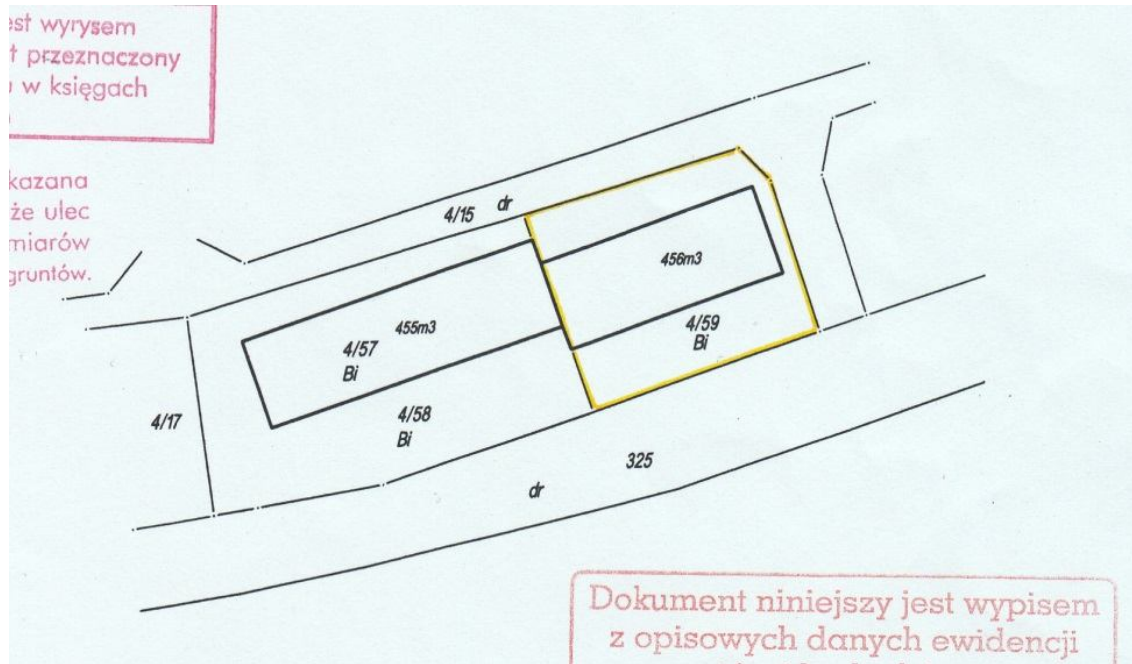 est wyrysem
t przeznaczony
u w księgach
kazana
że ulec
miarów
gruntów.
4/15 dr
456m3
455m3
4/57
Bi
4/59
Bi
4/17
4/58
Bi
325
dr
Dokument niniejszy jest wypisem
z opisowych danych ewidencji